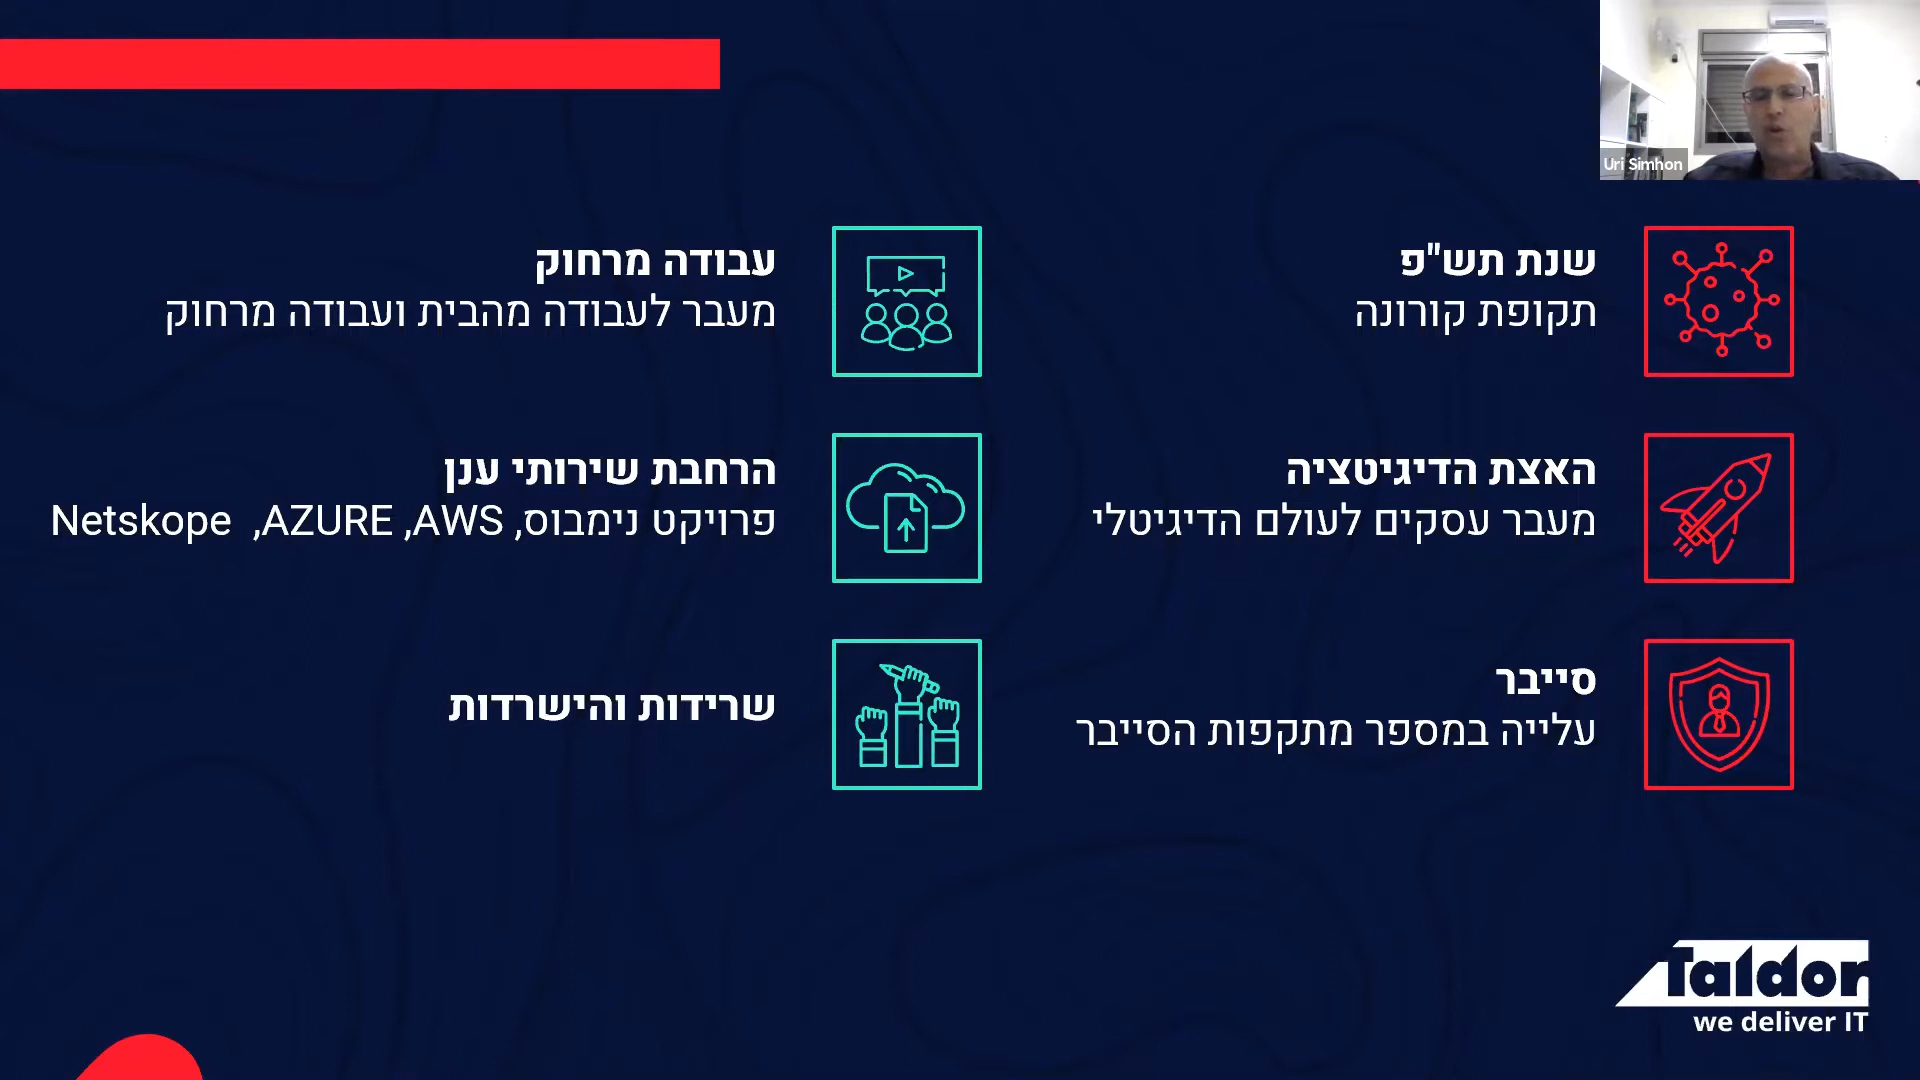 Uri Simhon
שנת תש"פ
תקופת קורונה
האצת הדיגיטציה
מעבר עסקים לעולם הדיגיטלי
סייבר
עלייה במספר מתקפות הסייבר
עבודה מרחוק
מעבר לעבודה מהבית ועבודה מרחוק
הרחבת שירותי ענן
פרויקט נימבוס, AWS, AZURE,  Netskope
שרידות והישרדות
Taldor
we deliver IT